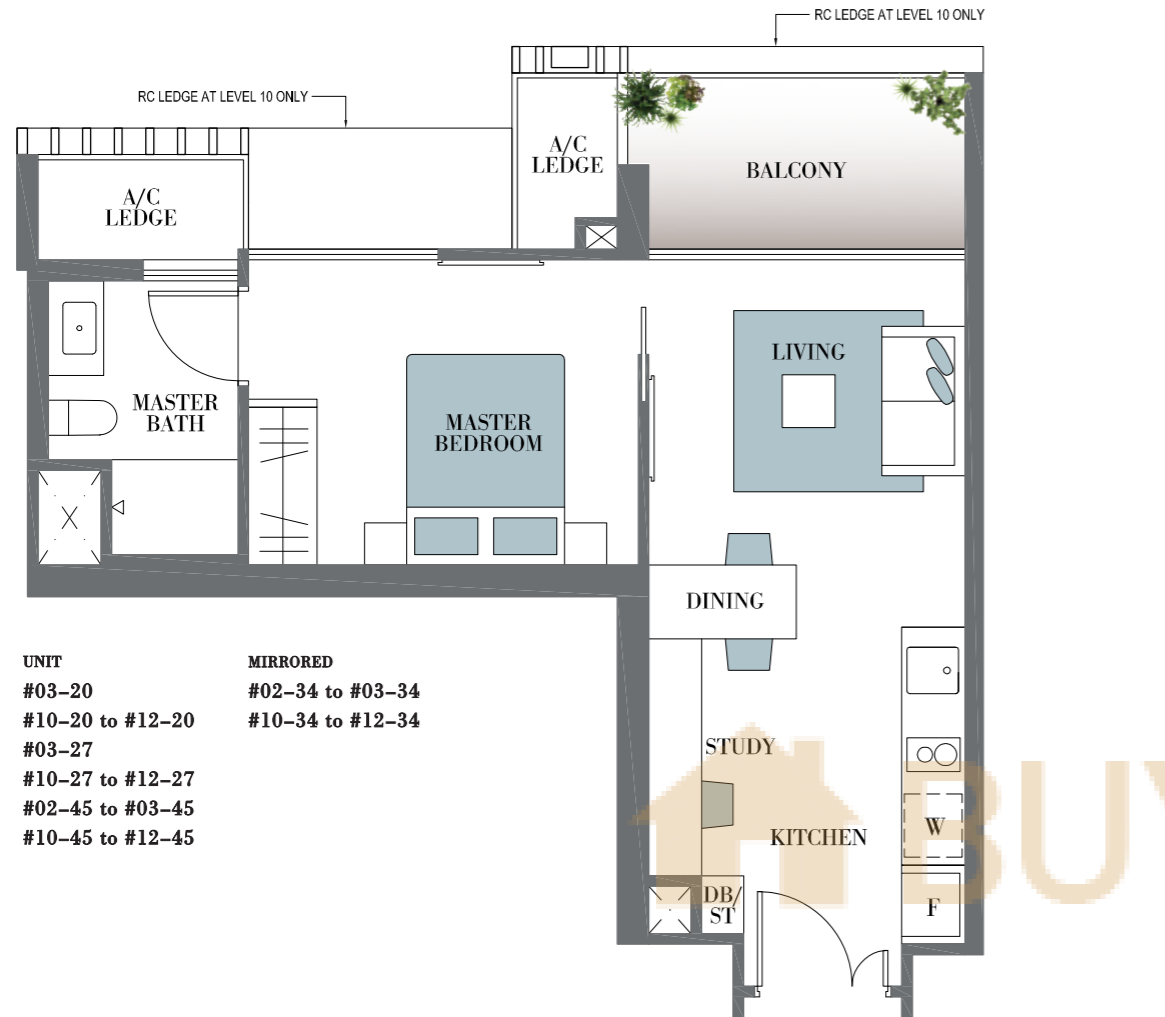 RC LEDGE AT LEVEL 10 ONLY
RC LEDGE AT LEVEL 10 ONLY
A/C
LEDGE
A/C
LEDGE
BALCONY
LIVING
MASTER
BATH
MASTER
BEDROOM
DINING
STUDY
KITCHEN
W
F
DB/
ST
UNIT
#03–20
#10–20 to #12–20
#03–27
#10–27 to #12–27
#02–45 to #03–45
#10–45 to #12–45
MIRRORED
#02–34 to #03–34
#10–34 to #12–34
BUY